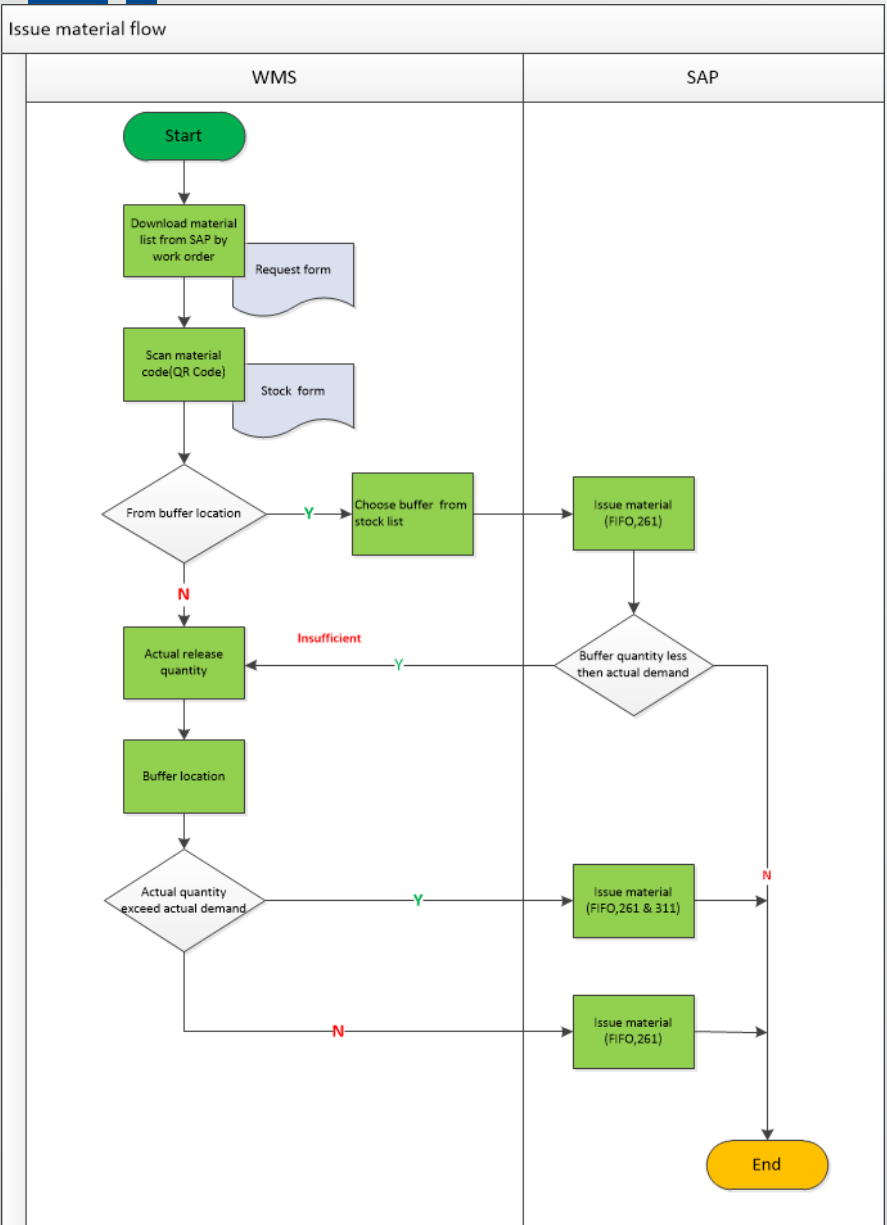 Issue material flow
WMS
SAP
Start
Download material
list from SAP by
work order
Request form
Scan material
code(QR Code)
Stock form
From buffer location
Y
Choose buffer from
stock list
Issue material
(FIFO,261)
N
Insufficient
Actual release
quantity
Y
Buffer quantity less
then actual demand
Buffer location
N
Actual quantity
exceed actual demand
Y
Issue material
(FIFO,261 & 311)
N
Issue material
(FIFO,261)
End